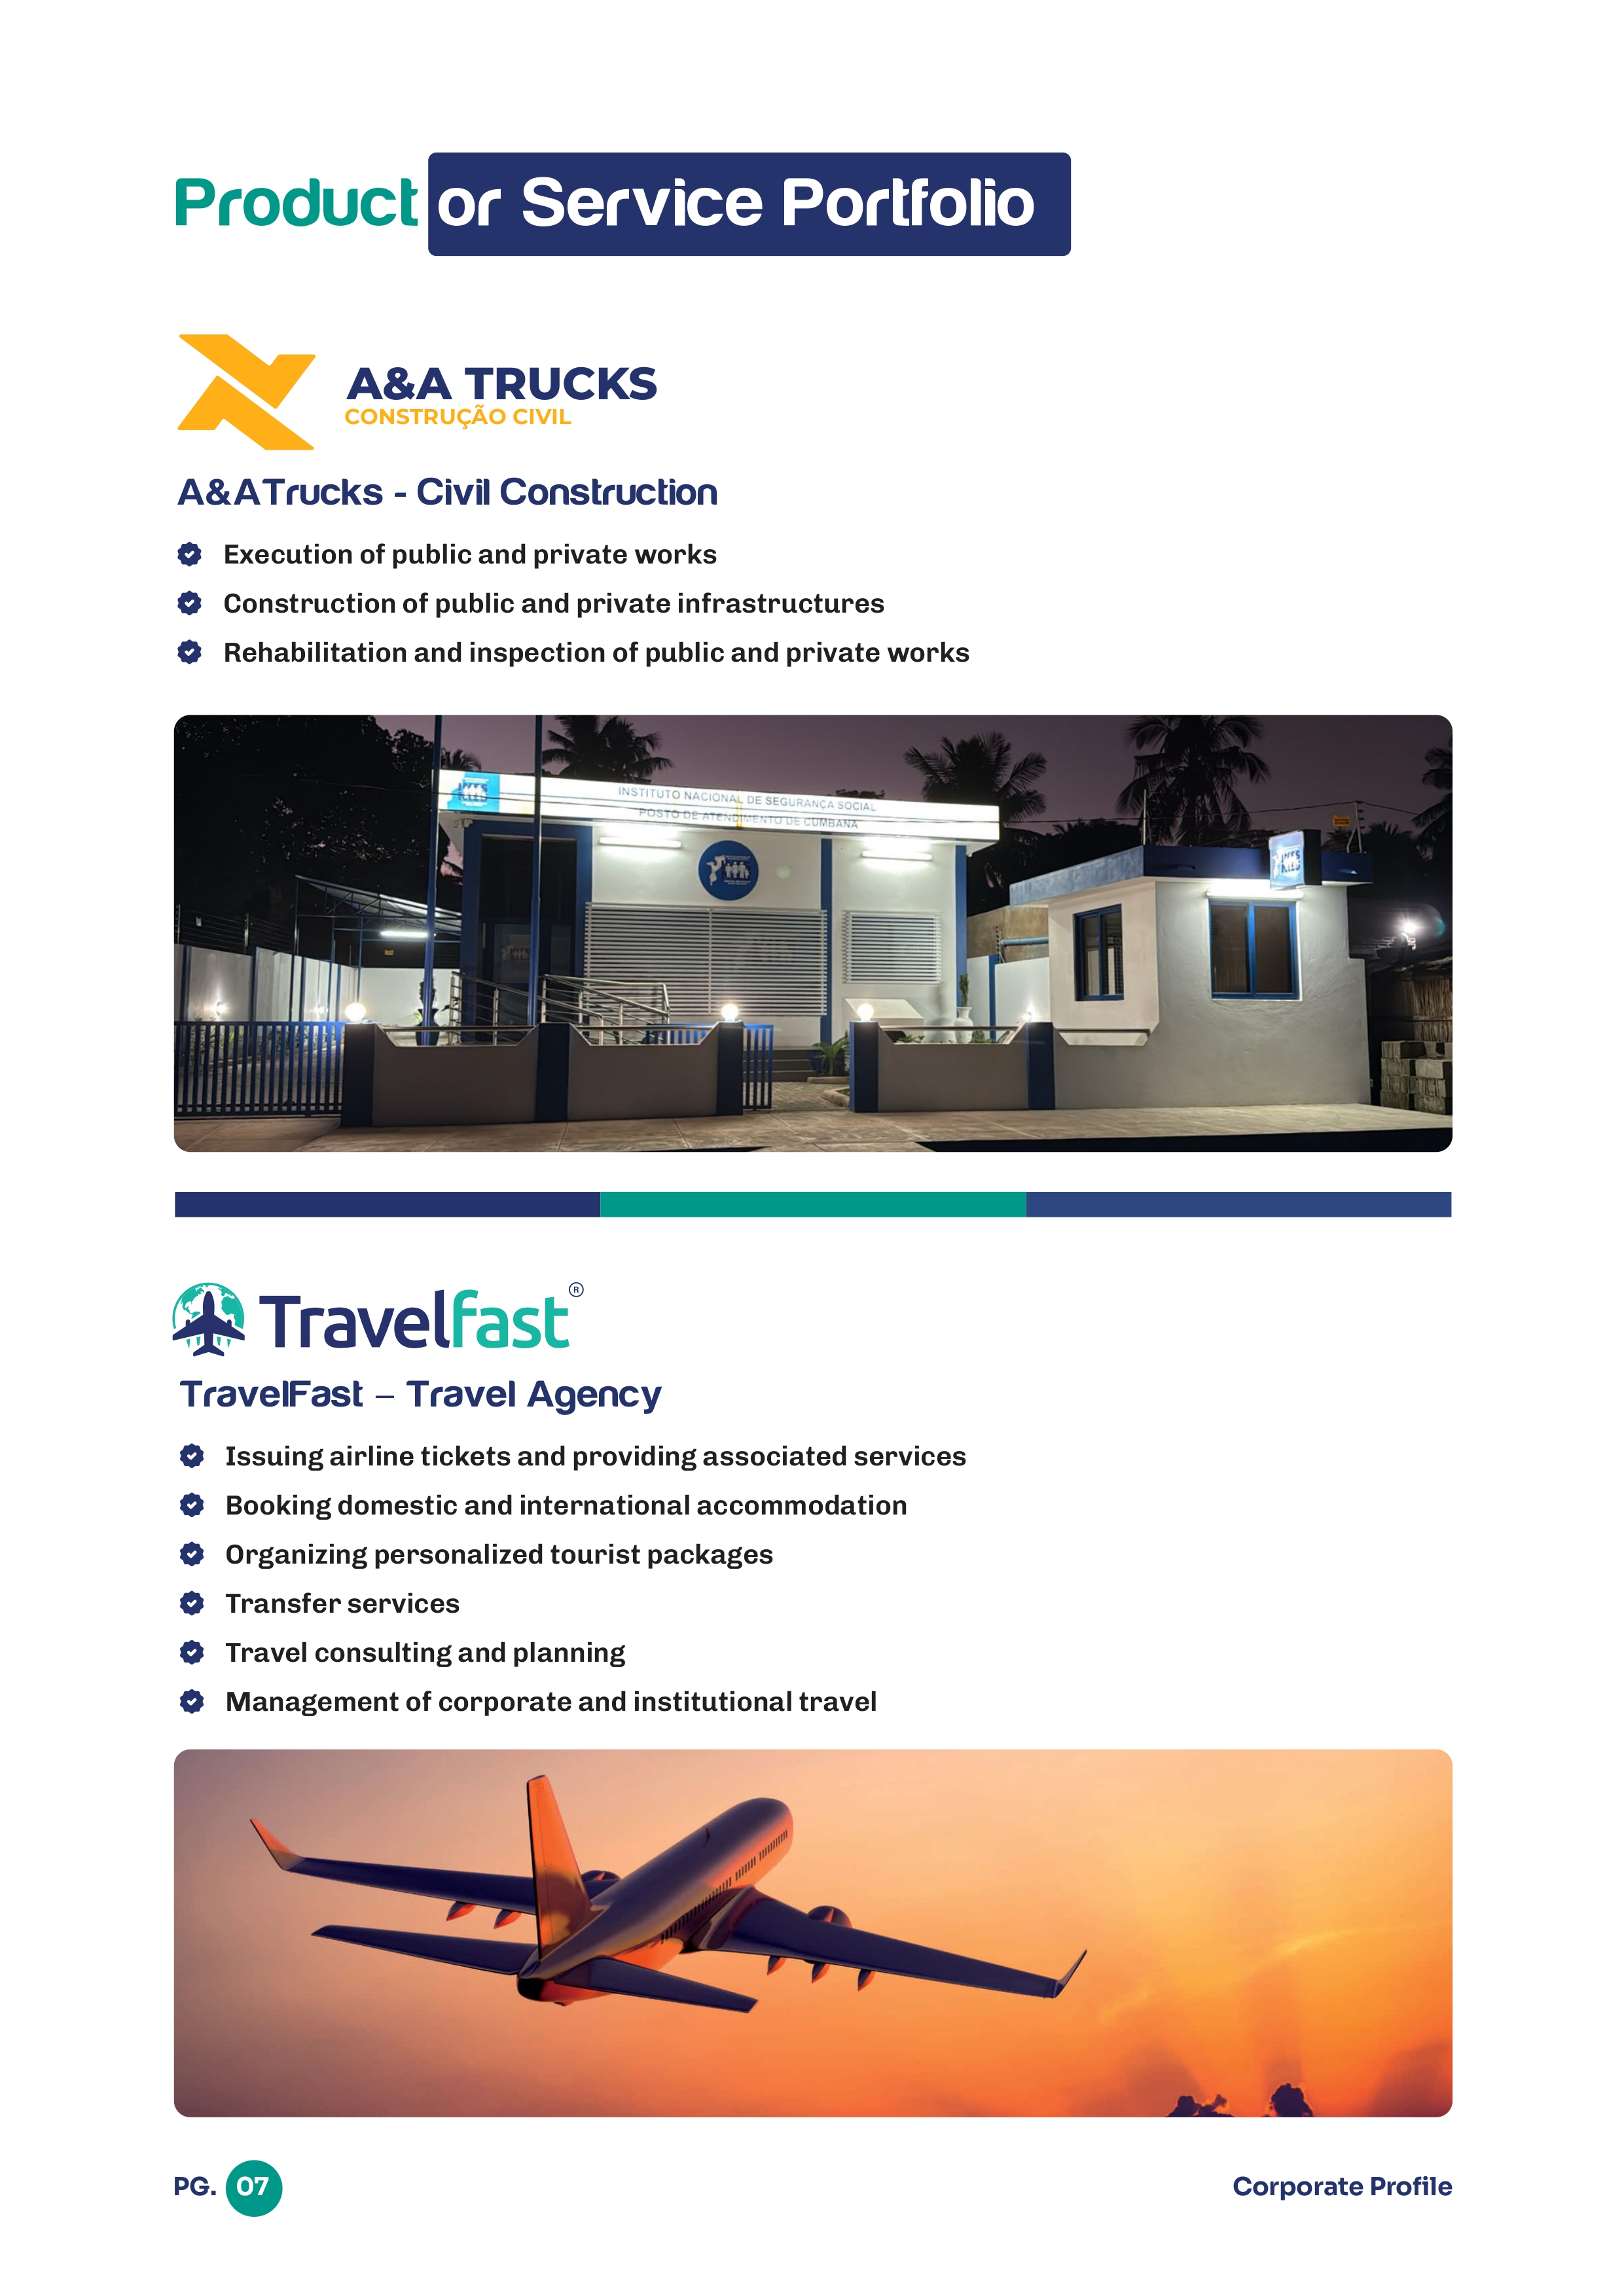 Product or Service Portfolio
A&A TRUCKS
CONSTRUÇÃO CIVIL
A&ATrucks - Civil Construction
Execution of public and private works
Construction of public and private infrastructures
Rehabilitation and inspection of public and private works
INSTITUTO NACIONAL DE SEGURANÇA SOCIAL
POSTO DE ATENDIMENTO DE CUMBANA
Travelfast ®
TravelFast – Travel Agency
Issuing airline tickets and providing associated services
Booking domestic and international accommodation
Organizing personalized tourist packages
Transfer services
Travel consulting and planning
Management of corporate and institutional travel
PG. 07
Corporate Profile